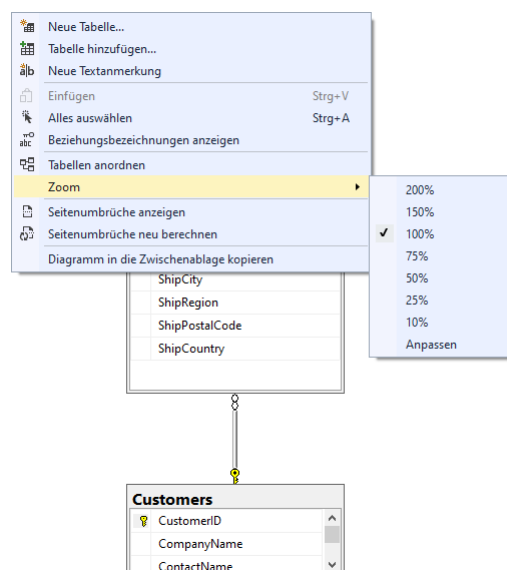 Neue Tabelle...
Tabelle hinzufügen...
Neue Textanmerkung
Einfügen Strg+V
Alles auswählen Strg+A
Beziehungsbezeichnungen anzeigen
Tabellen anordnen
Zoom
200%
150%
100%
75%
50%
25%
10%
Anpassen
Seitenumbrüche anzeigen
Seitenumbrüche neu berechnen
Diagramm in die Zwischenablage kopieren
ShipCity
ShipRegion
ShipPostalCode
ShipCountry
Customers
CustomerID
CompanyName
ContactName